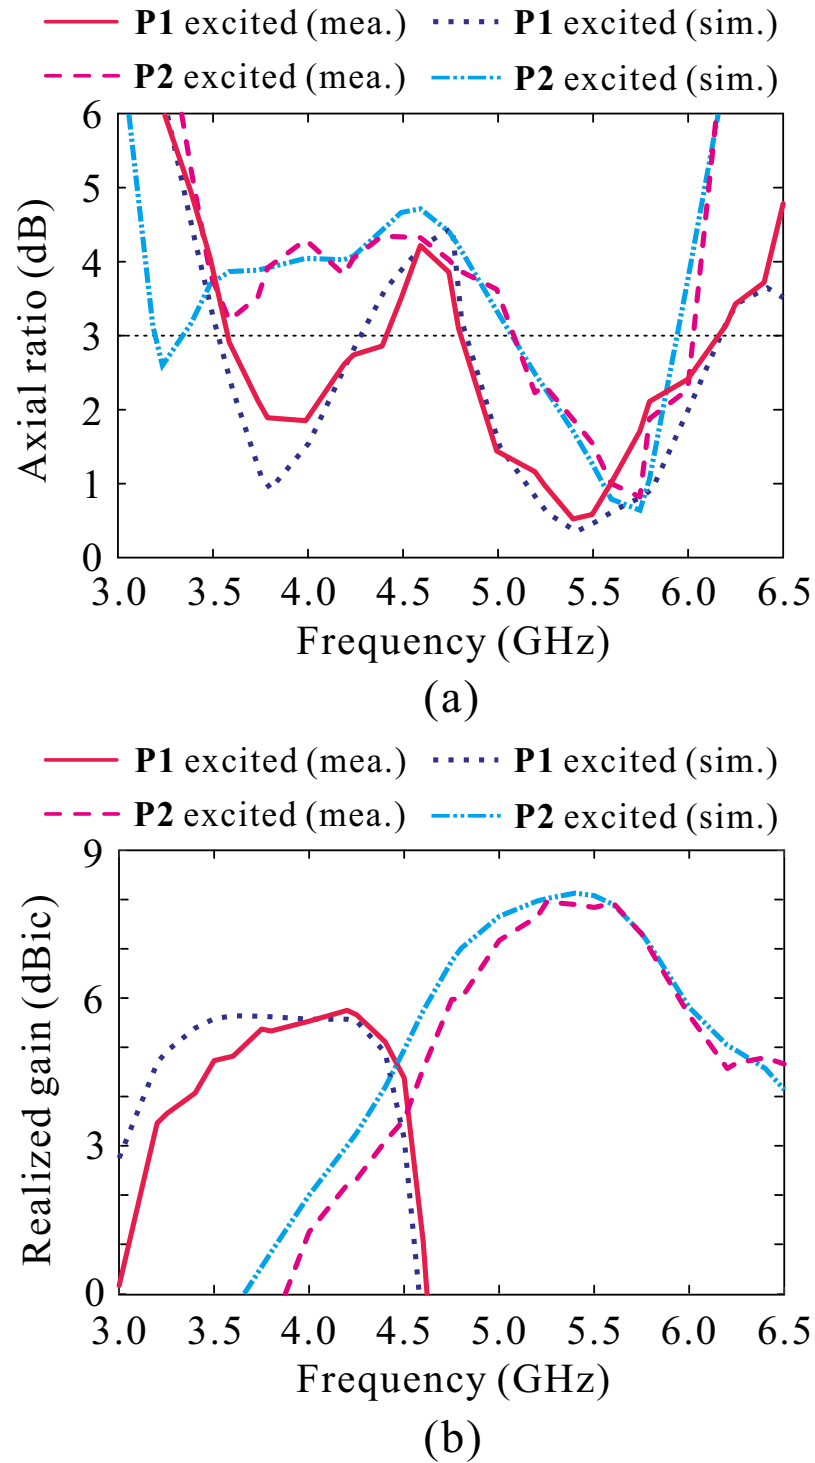 P1 excited (mea.) P1 excited (sim.)
P2 excited (mea.) P2 excited (sim.)
6
5
4
3
2
1
0
Axial ratio (dB)
3.0 3.5 4.0 4.5 5.0 5.5 6.0 6.5
Frequency (GHz)
(a)
P1 excited (mea.) P1 excited (sim.)
P2 excited (mea.) P2 excited (sim.)
9
6
3
0
Realized gain (dBic)
3.0 3.5 4.0 4.5 5.0 5.5 6.0 6.5
Frequency (GHz)
(b)